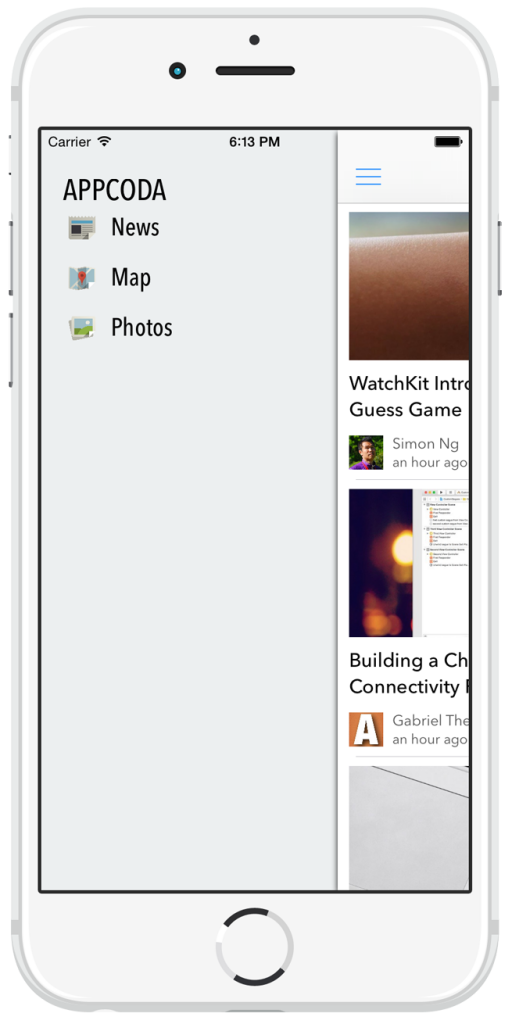 Carrier 6:13 PM
APPCODA
News
Map
Photos
WatchKit Intro
Guess Game
Simon Ng
an hour ago
Building a Ch
Connectivity
Gabriel The
an hour ago
A